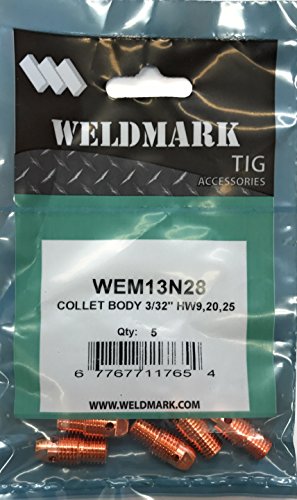 WELDMARK
TIG
ACCESSORIES
WEM13N28
COLLET BODY 3/32" HW9,20,25
Qty: 5
6 77677 11765 4
WWW.WELDMARK.COM